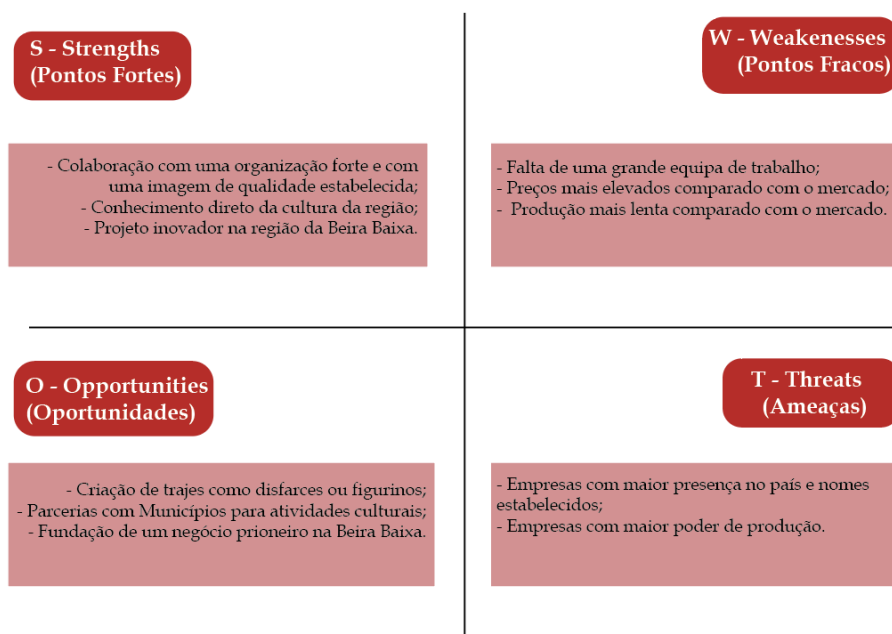 S - Strengths
(Pontos Fortes)
- Colaboração com uma organização forte e com
uma imagem de qualidade estabelecida;
- Conhecimento direto da cultura da região;
- Projeto inovador na região da Beira Baixa.
W - Weakenesses
(Pontos Fracos)
- Falta de uma grande equipa de trabalho;
- Preços mais elevados comparado com o mercado;
- Produção mais lenta comparado com o mercado.
O - Opportunities
(Oportunidades)
- Criação de trajes como disfarces ou figurinos;
- Parcerias com Municípios para atividades culturais;
- Fundação de um negócio prioneiro na Beira Baixa.
T - Threats
(Ameaças)
- Empresas com maior presença no país e nomes
estabelecidos;
- Empresas com maior poder de produção.